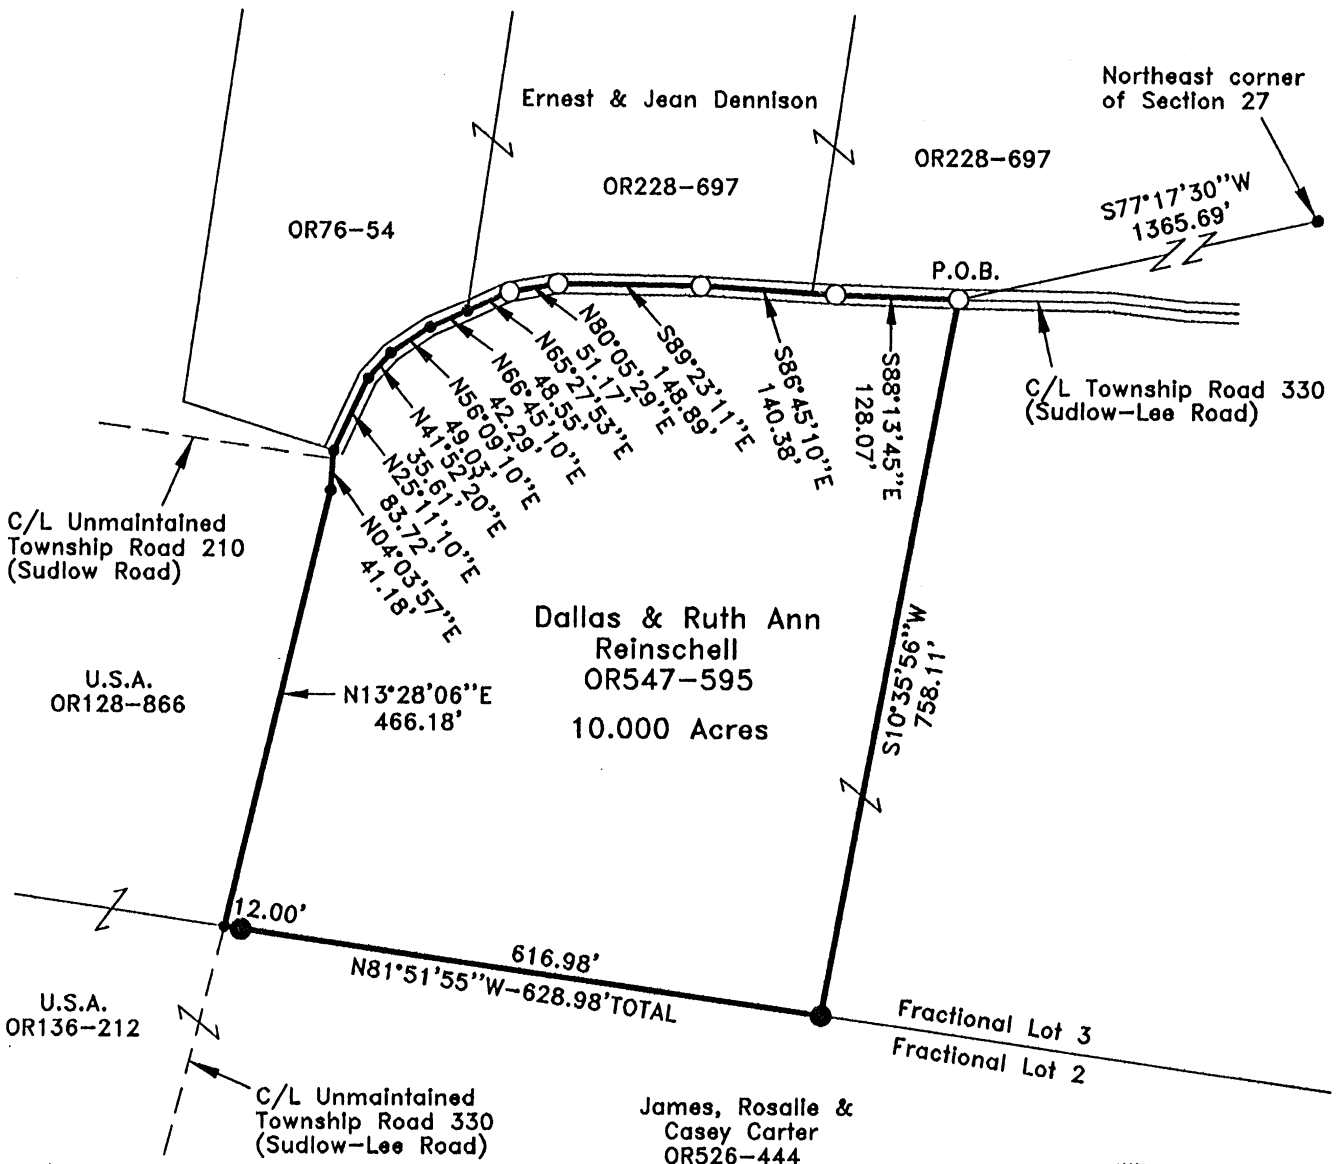 Northeast corner
of Section 27
Ernest & Jean Dennison
OR228-697
OR228-697
S77°17'30"W
1365.69'
OR76-54
P.O.B.
C/L Township Road 330
(Sudlow-Lee Road)
S88°13'45"E
128.07'
S86°45'10"E
140.38'
S89°23'11"E
148.89'
N80°05'29"E
51.17'
N65°27'53"E
48.55'
N66°45'10"E
42.29'
N56°09'10"E
49.03'
N41°52'20"E
35.61'
N25°11'10"E
83.72'
N04°03'57"E
41.18'
C/L Unmaintained
Township Road 210
(Sudlow Road)
Dallas & Ruth Ann
Reinschell
OR547-595
10.000 Acres
S10°35'56"W
758.11'
U.S.A.
OR128-866
N13°28'06"E
466.18'
12.00'
616.98'
N81°51'55"W-628.98'TOTAL
U.S.A.
OR136-212
Fractional Lot 3
Fractional Lot 2
C/L Unmaintained
Township Road 330
(Sudlow-Lee Road)
James, Rosalie &
Casey Carter
OR526-444